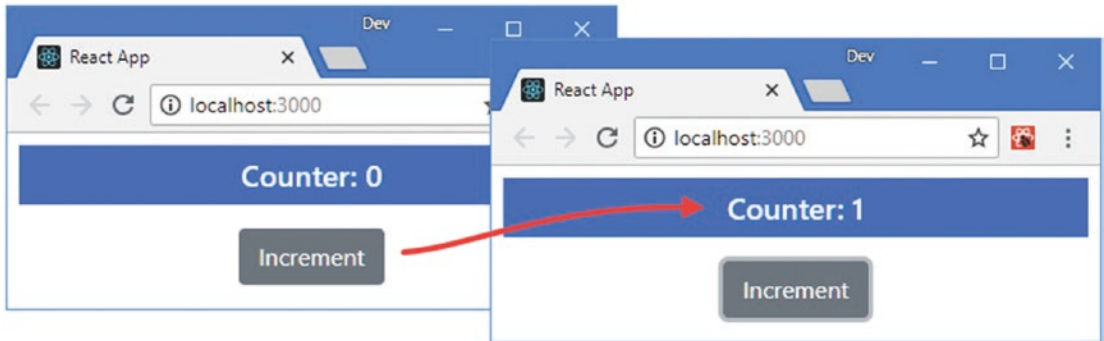 Dev
React App
localhost:3000
Counter: 0
Increment
Dev
React App
localhost:3000
Counter: 1
Increment